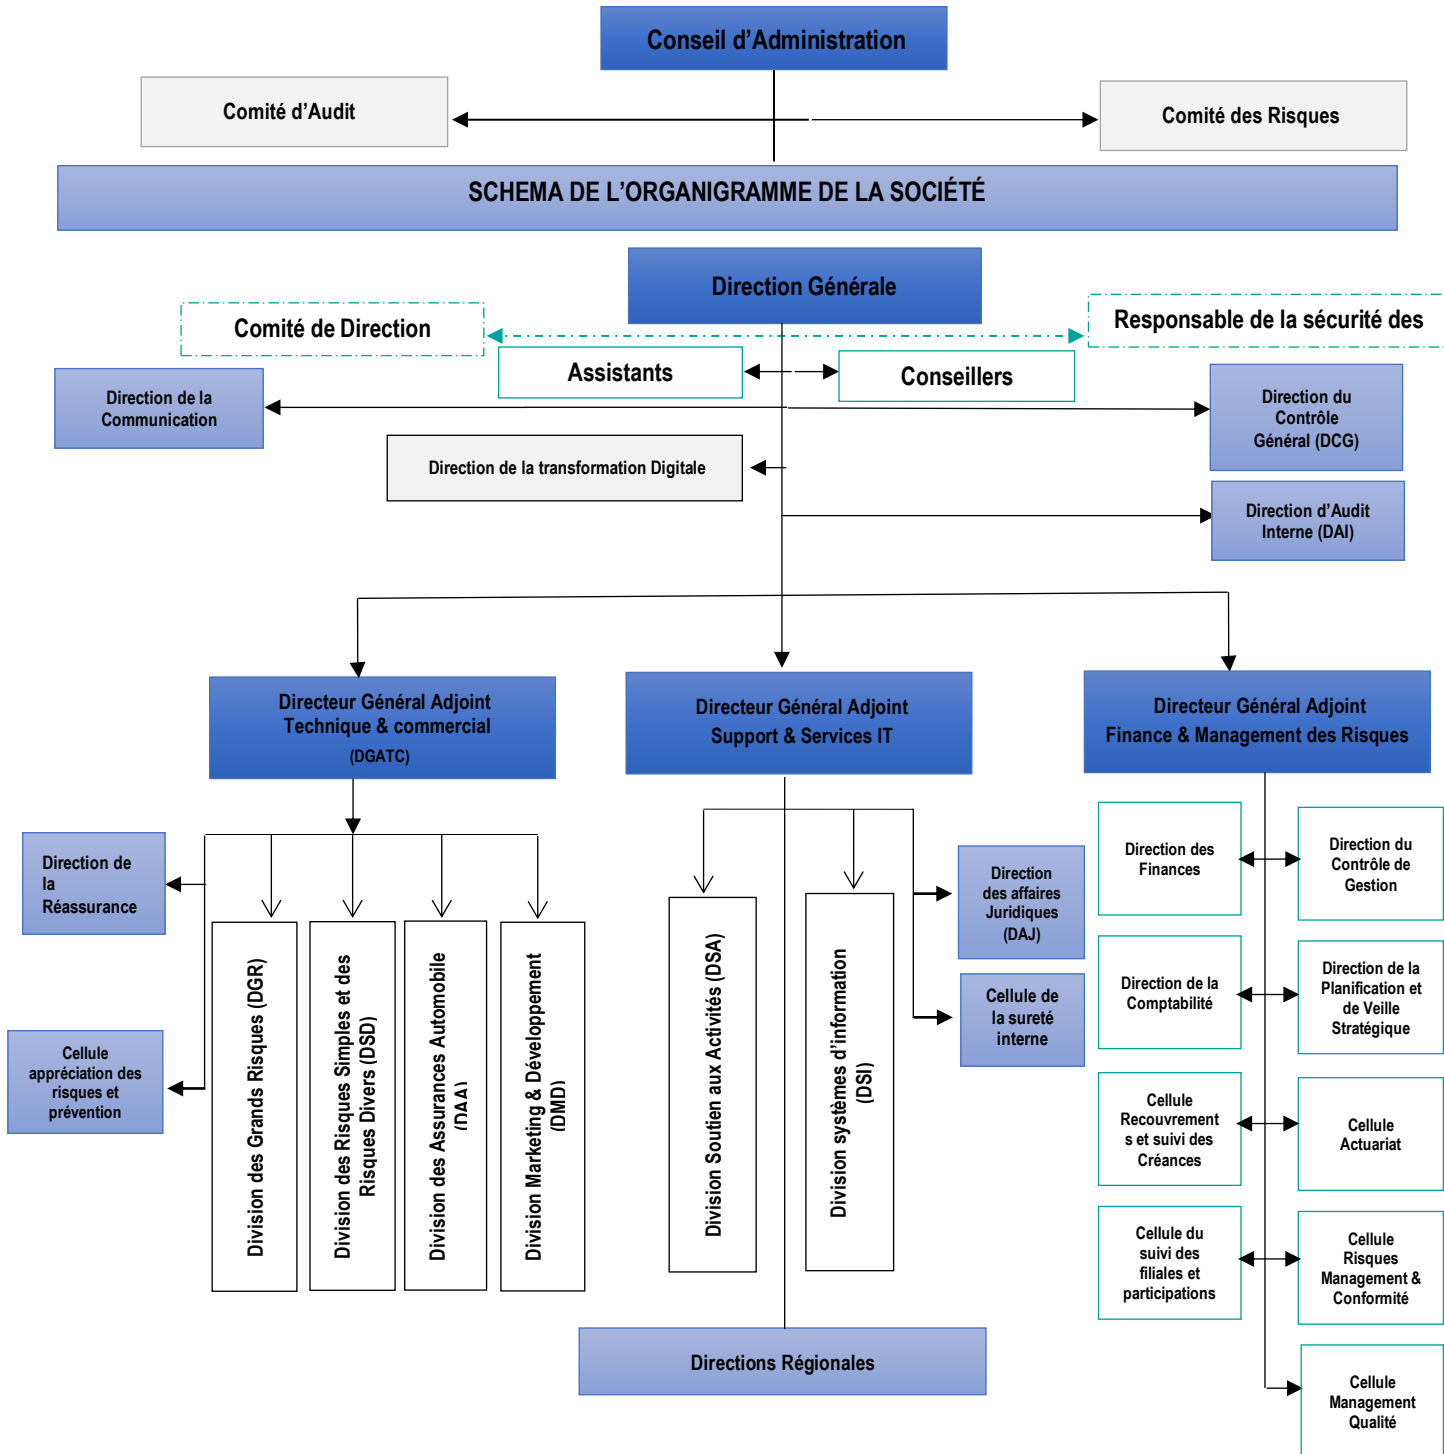 Conseil d’Administration
Comité d’Audit
Comité des Risques
SCHEMA DE L’ORGANIGRAMME DE LA SOCIÉTÉ
Direction Générale
Comité de Direction
Responsable de la sécurité des
Assistants
Conseillers
Direction de la
Communication
Direction du
Contrôle
Général (DCG)
Direction de la transformation Digitale
Direction d’Audit
Interne (DAI)
Directeur Général Adjoint
Technique & commercial
(DGATC)
Directeur Général Adjoint
Support & Services IT
Directeur Général Adjoint
Finance & Management des Risques
Direction de
la
Réassurance
Cellule
appréciation des
risques et
prévention
Division des Grands Risques (DGR)
Division des Risques Simples et des
Risques Divers (DSD)
Division des Assurances Automobile
(DAA)
Division Marketing & Développement
(DMD)
Division Soutien aux Activités (DSA)
Division systèmes d’information
(DSI)
Direction
des affaires
Juridiques
(DAJ)
Cellule de
la sureté
interne
Directions Régionales
Direction des
Finances
Direction du
Contrôle de
Gestion
Direction de la
Comptabilité
Direction de la
Planification et
de Veille
Stratégique
Cellule
Recouvrement
s et suivi des
Créances
Cellule
Actuariat
Cellule du
suivi des
filiales et
participations
Cellule
Risques
Management &
Conformité
Cellule
Management
Qualité